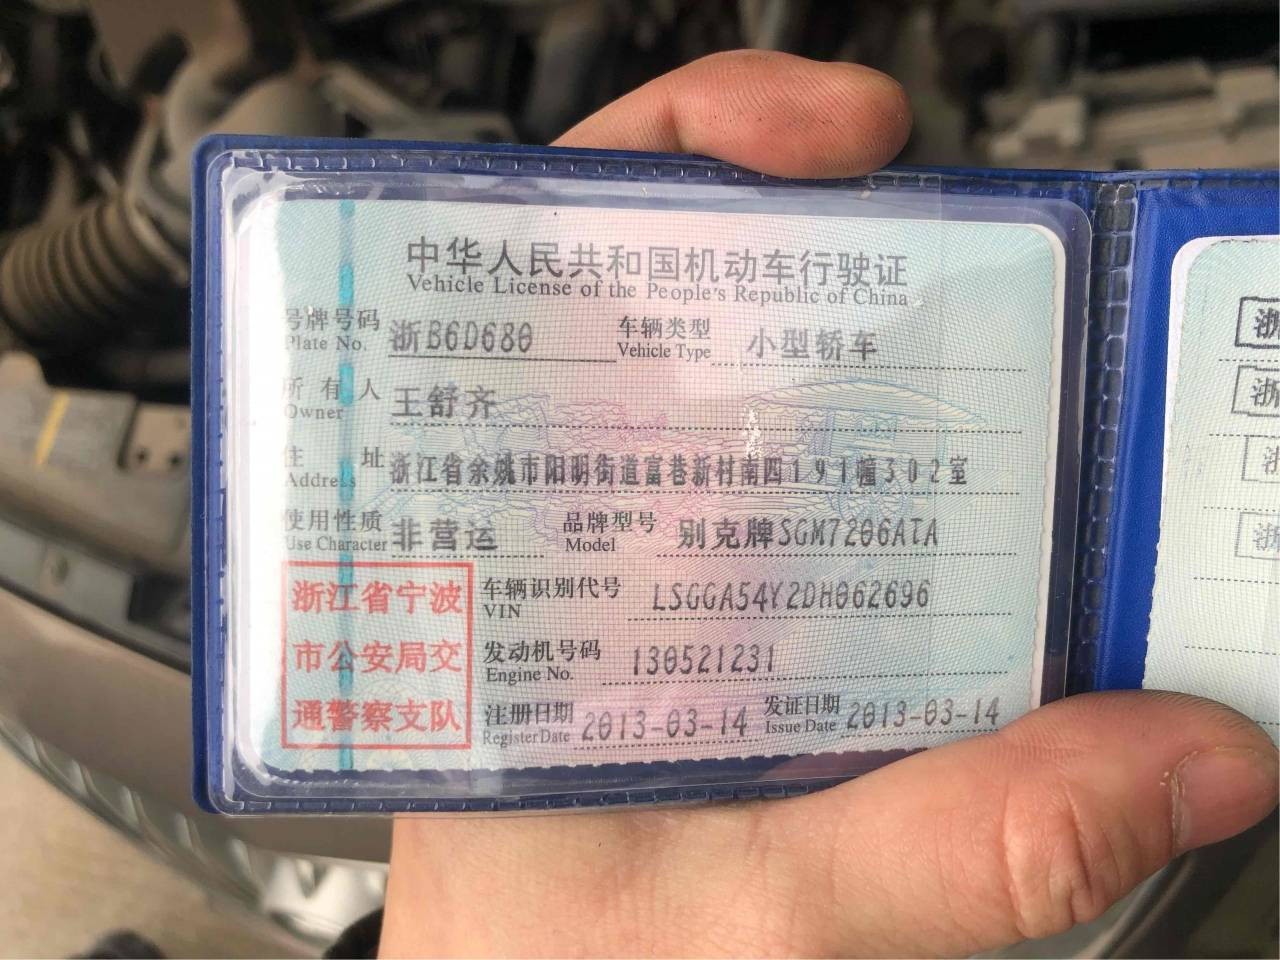 中华人民共和国机动车行驶证
Vehicle License of the People's Republic of China
号牌号码 浙B6D680 车辆类型 小型轿车
Plate No. Vehicle Type
所有人 王舒齐
Owner
住址 浙江省余姚市阳明街道富巷新村南四191幢302室
Address
使用性质 非营运 品牌型号 别克牌SGM7206ATA
Use Character Model
浙江省宁波
市公安局交
通警察支队
车辆识别代号 LSGGA54Y2DH062696
VIN
发动机号码 130521231
Engine No.
注册日期 2013-03-14 发证日期 2013-03-14
Register Date Issue Date
浙
浙
浙
浙